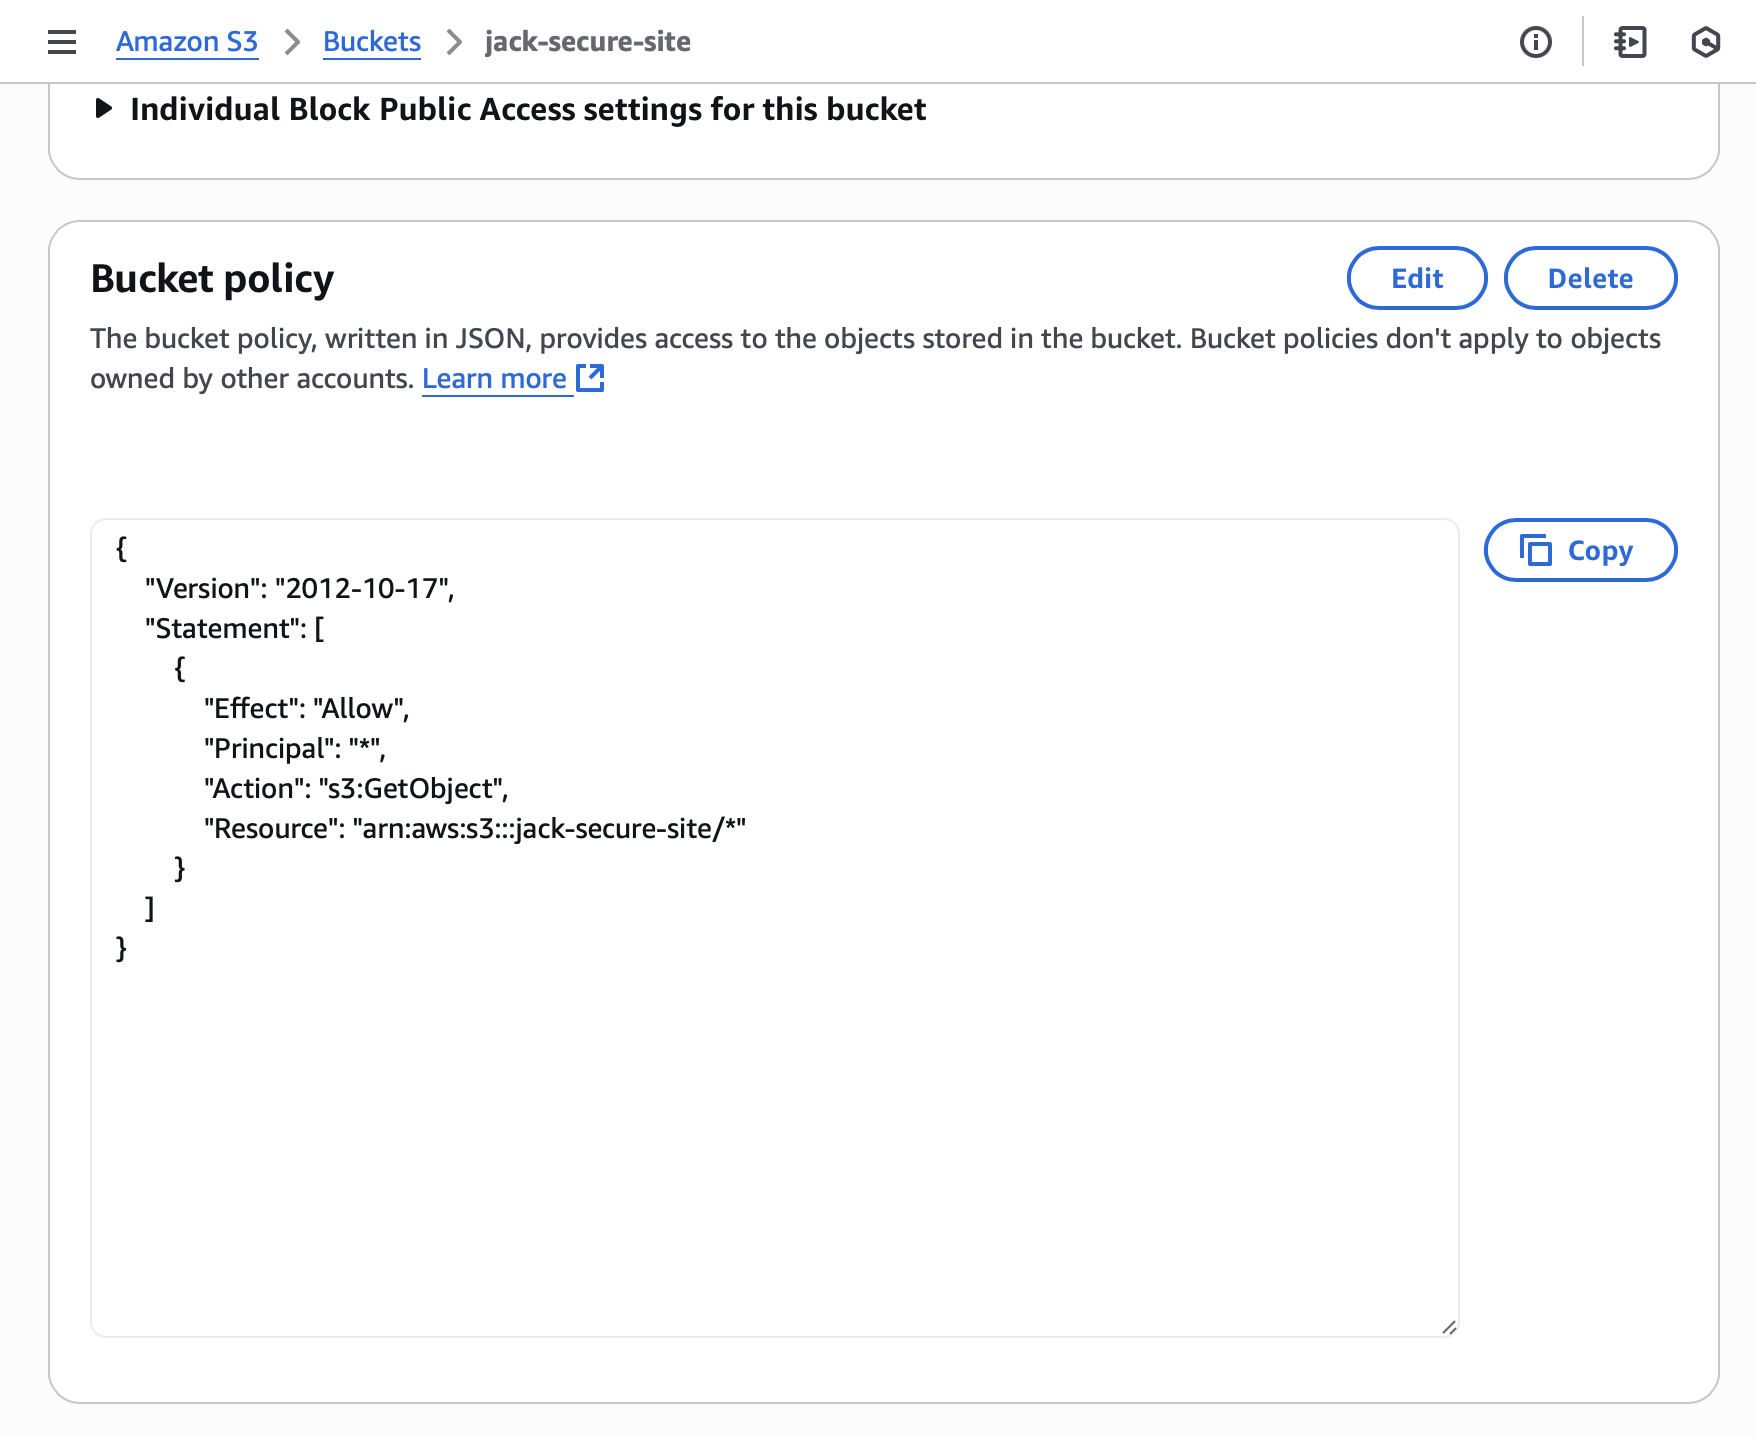 Amazon S3 > Buckets > jack-secure-site
Individual Block Public Access settings for this bucket
Bucket policy
Edit
Delete
The bucket policy, written in JSON, provides access to the objects stored in the bucket. Bucket policies don't apply to objects
owned by other accounts. Learn more
Copy
{
"Version": "2012-10-17",
"Statement": [
{
"Effect": "Allow",
"Principal": "*",
"Action": "s3:GetObject",
"Resource": "arn:aws:s3:::jack-secure-site/*"
}
]
}